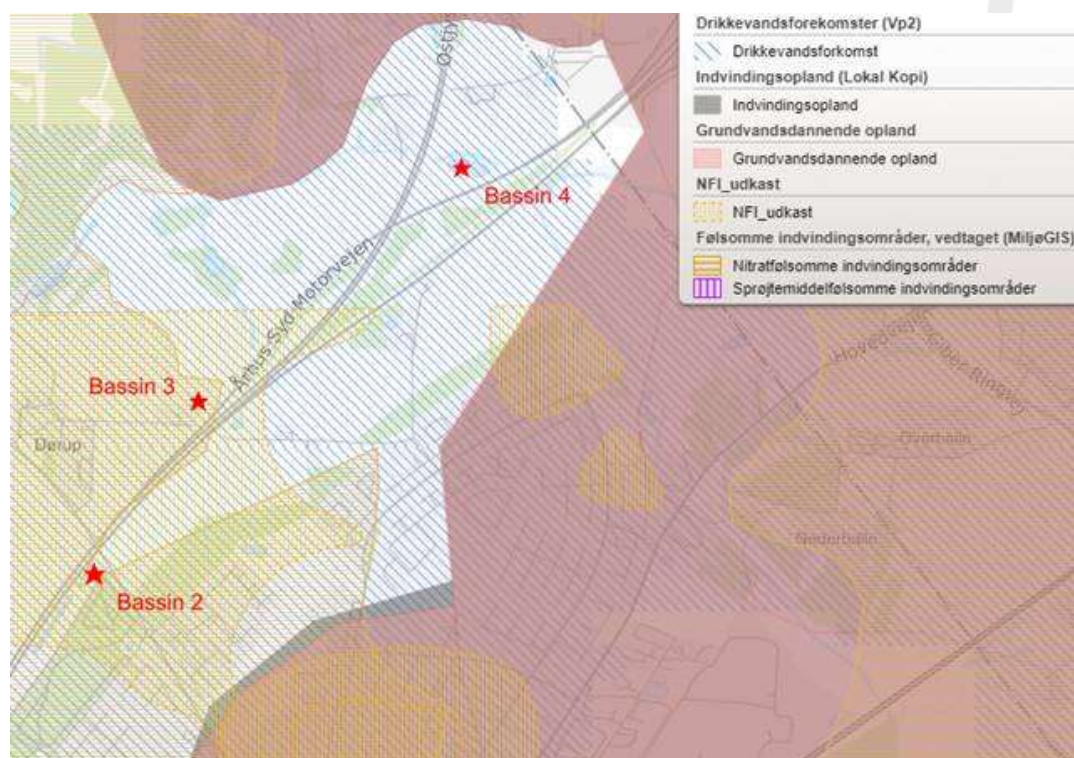 Drikkevandsforekomster (Vp2)
Drikkevandsforkomst
Indvindingsopland (Lokal Kopi)
Indvindingsopland
Grundvandsdannende opland
Grundvandsdannende opland
NFI_udkast
NFI_udkast
Følsomme indvindingsområder, vedtaget (MiljøGIS)
Nitratfølsomme indvindingsområder
Sprøjtemiddelfølsomme indvindingsområder
Bassin 4
Århus Syd Motorvejen
Bassin 3
Bassin 2